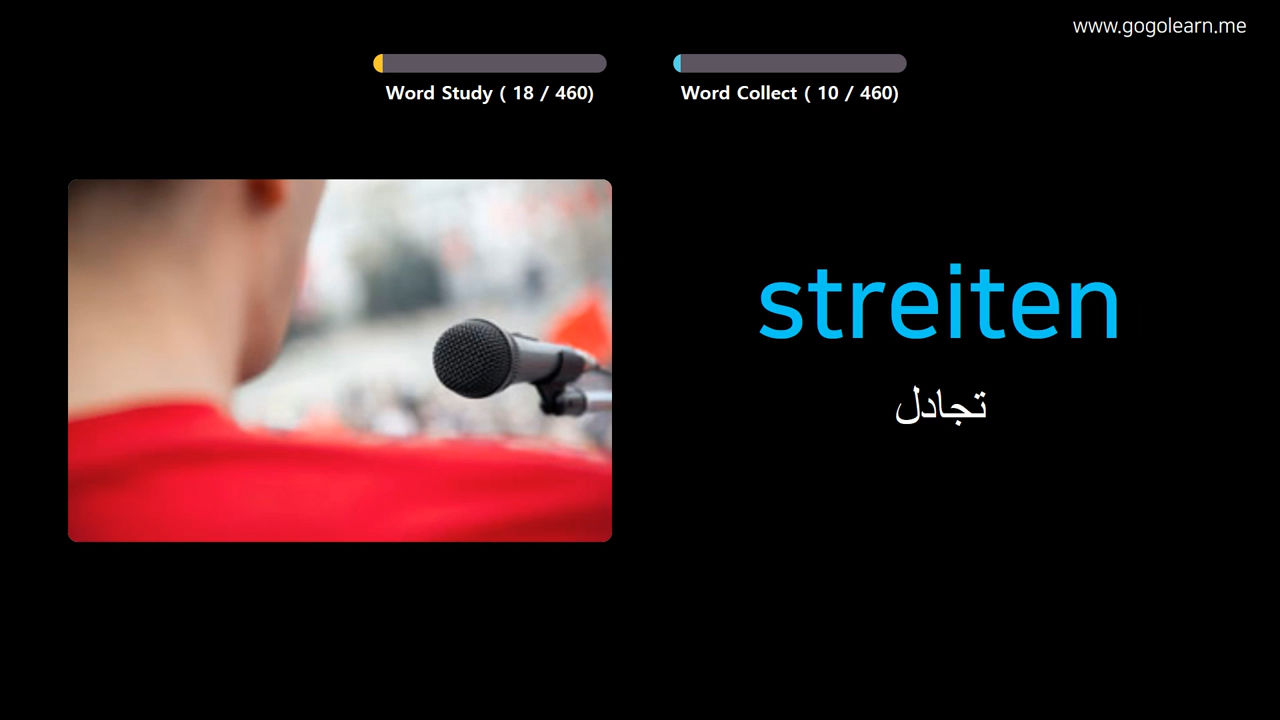 www.gogolearn.me
Word Study ( 18 / 460)
Word Collect ( 10 / 460)
streiten
تجادل